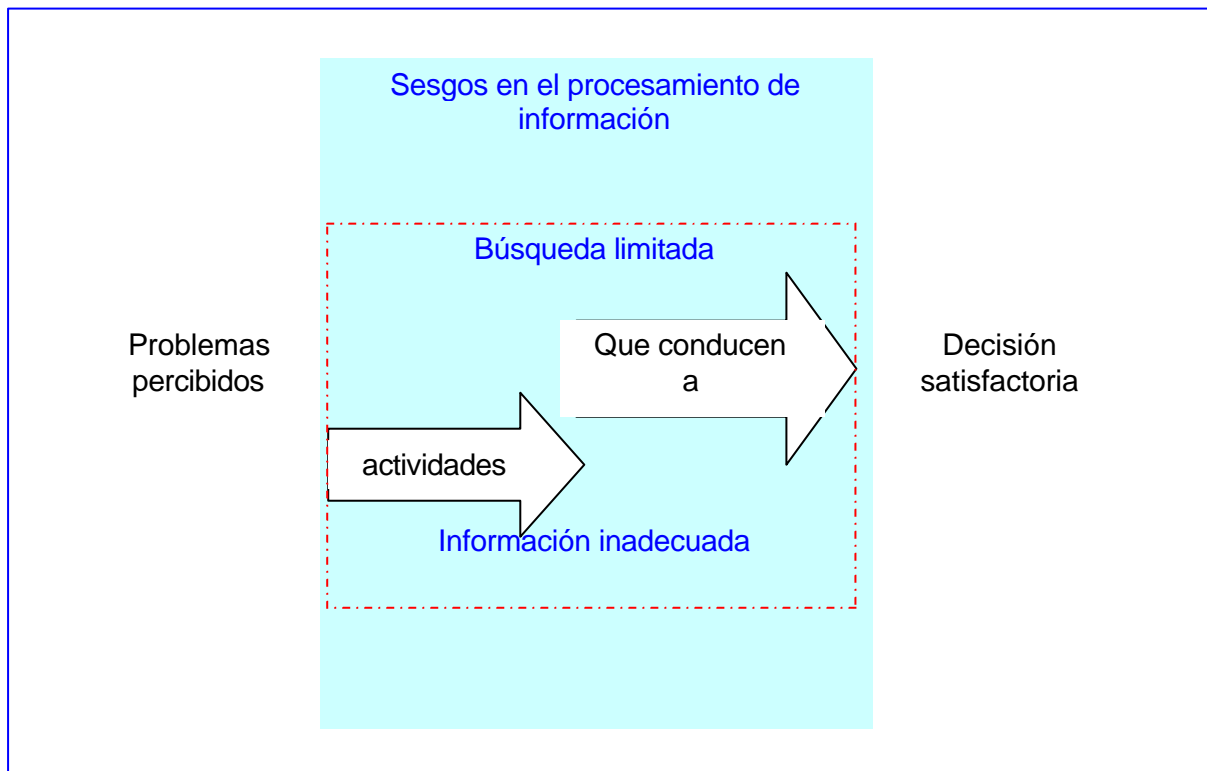 Sesgos en el procesamiento de
información
Búsqueda limitada
Problemas
percibidos
actividades
Que conducen
a
Decisión
satisfactoria
Información inadecuada